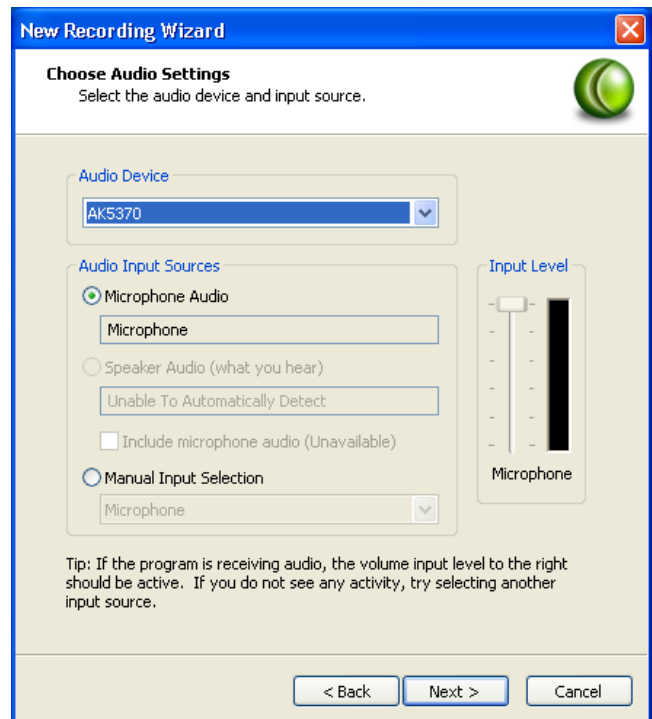 New Recording Wizard
Choose Audio Settings
Select the audio device and input source.
Audio Device
AK5370
Audio Input Sources
Microphone Audio
Microphone
Speaker Audio (what you hear)
Unable To Automatically Detect
Include microphone audio (Unavailable)
Manual Input Selection
Microphone
Input Level
Microphone
Tip: If the program is receiving audio, the volume input level to the right
should be active.  If you do not see any activity, try selecting another
input source.
< Back
Next >
Cancel